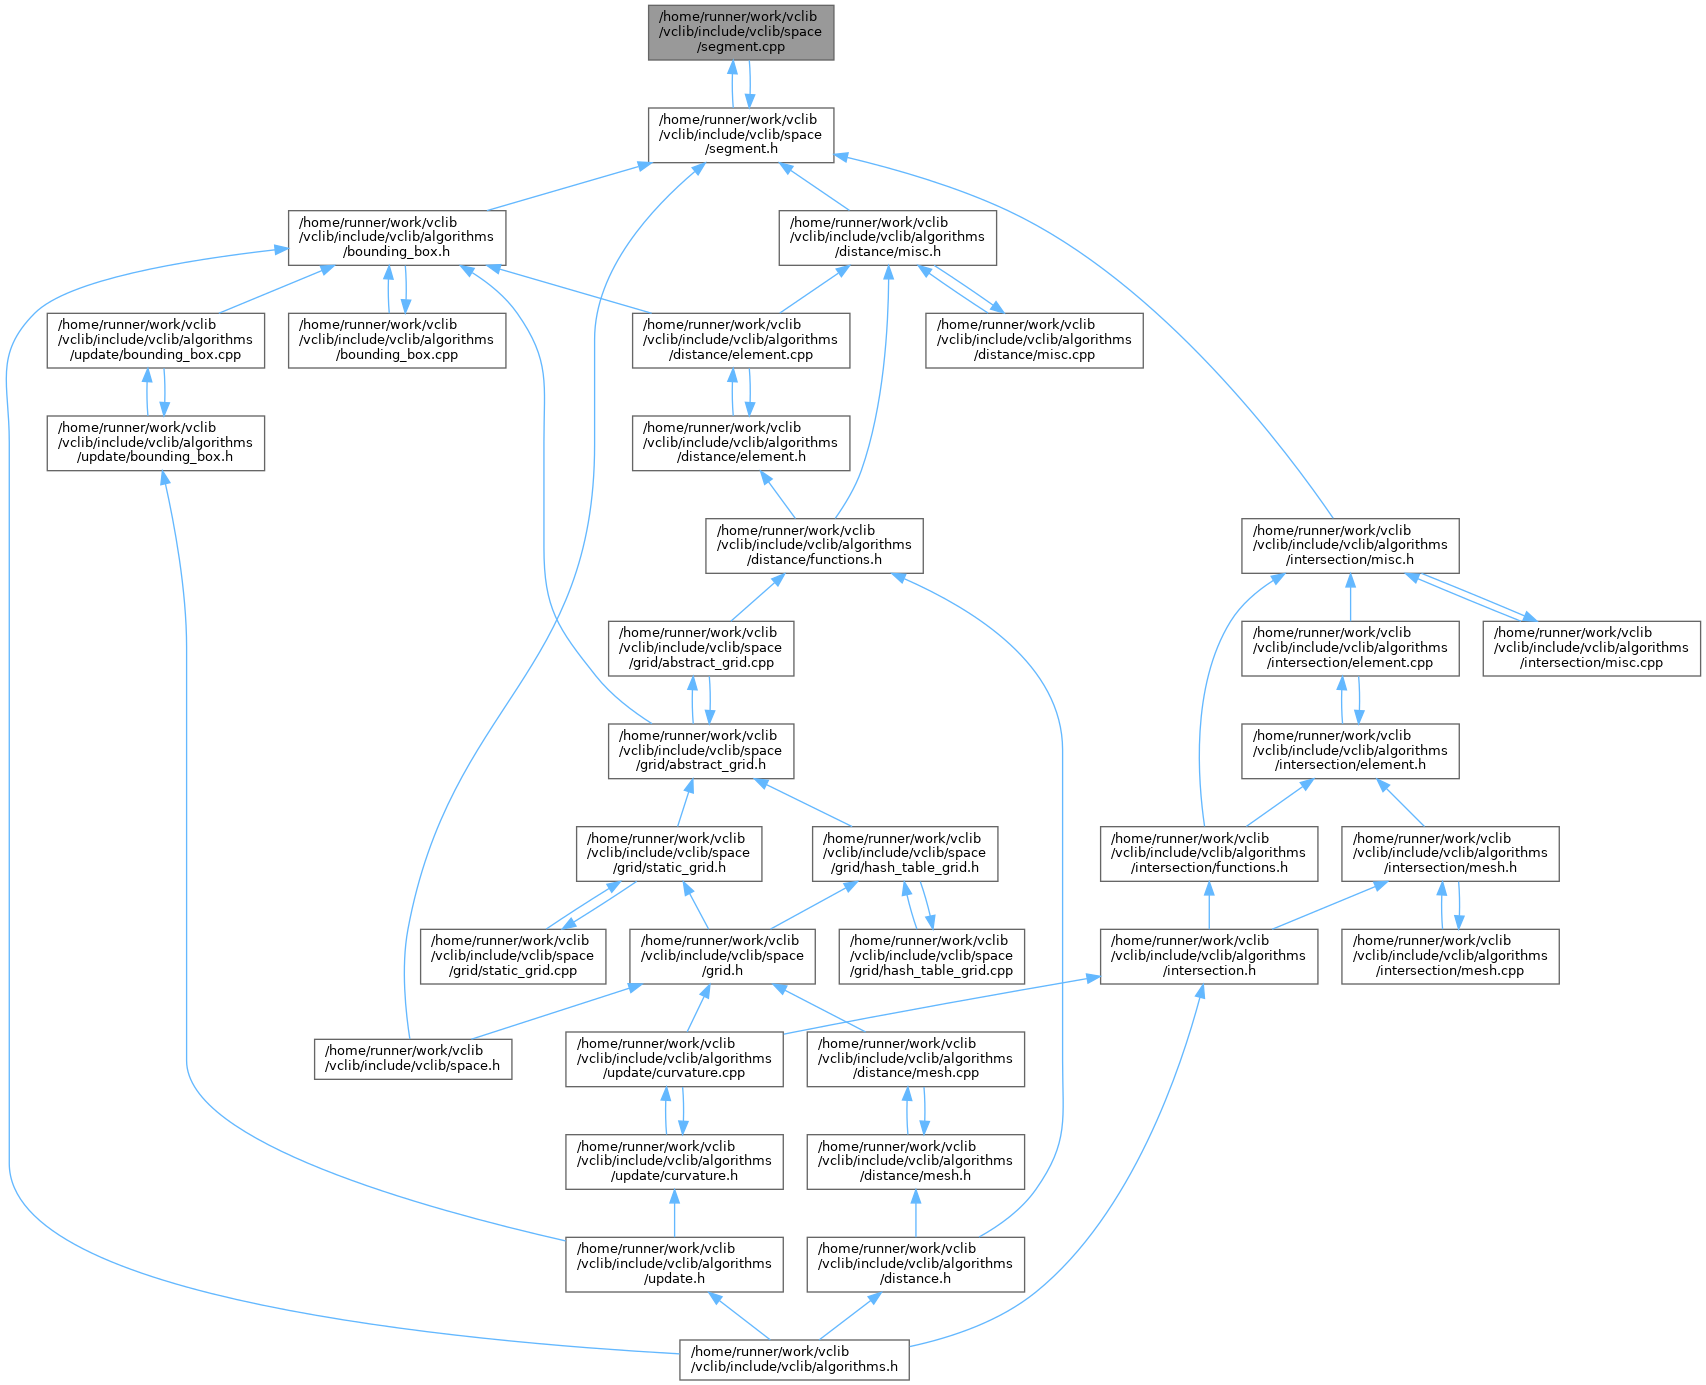 /home/runner/work/vclib
/vclib/include/vclib/space
/segment.cpp
/home/runner/work/vclib
/vclib/include/vclib/space
/segment.h
/home/runner/work/vclib
/vclib/include/vclib/algorithms
/bounding_box.h
/home/runner/work/vclib
/vclib/include/vclib/algorithms
/distance/misc.h
/home/runner/work/vclib
/vclib/include/vclib/algorithms
/update/bounding_box.cpp
/home/runner/work/vclib
/vclib/include/vclib/algorithms
/bounding_box.cpp
/home/runner/work/vclib
/vclib/include/vclib/algorithms
/distance/element.cpp
/home/runner/work/vclib
/vclib/include/vclib/algorithms
/distance/misc.cpp
/home/runner/work/vclib
/vclib/include/vclib/algorithms
/update/bounding_box.h
/home/runner/work/vclib
/vclib/include/vclib/algorithms
/distance/element.h
/home/runner/work/vclib
/vclib/include/vclib/algorithms
/distance/functions.h
/home/runner/work/vclib
/vclib/include/vclib/algorithms
/intersection/misc.h
/home/runner/work/vclib
/vclib/include/vclib/space
/grid/abstract_grid.cpp
/home/runner/work/vclib
/vclib/include/vclib/algorithms
/intersection/element.cpp
/home/runner/work/vclib
/vclib/include/vclib/algorithms
/intersection/misc.cpp
/home/runner/work/vclib
/vclib/include/vclib/space
/grid/abstract_grid.h
/home/runner/work/vclib
/vclib/include/vclib/algorithms
/intersection/element.h
/home/runner/work/vclib
/vclib/include/vclib/space
/grid/static_grid.h
/home/runner/work/vclib
/vclib/include/vclib/space
/grid/hash_table_grid.h
/home/runner/work/vclib
/vclib/include/vclib/algorithms
/intersection/functions.h
/home/runner/work/vclib
/vclib/include/vclib/algorithms
/intersection/mesh.h
/home/runner/work/vclib
/vclib/include/vclib/space
/grid/static_grid.cpp
/home/runner/work/vclib
/vclib/include/vclib/space
/grid.h
/home/runner/work/vclib
/vclib/include/vclib/space
/grid/hash_table_grid.cpp
/home/runner/work/vclib
/vclib/include/vclib/algorithms
/intersection.h
/home/runner/work/vclib
/vclib/include/vclib/algorithms
/intersection/mesh.cpp
/home/runner/work/vclib
/vclib/include/vclib/space.h
/home/runner/work/vclib
/vclib/include/vclib/algorithms
/update/curvature.cpp
/home/runner/work/vclib
/vclib/include/vclib/algorithms
/distance/mesh.cpp
/home/runner/work/vclib
/vclib/include/vclib/algorithms
/update/curvature.h
/home/runner/work/vclib
/vclib/include/vclib/algorithms
/distance/mesh.h
/home/runner/work/vclib
/vclib/include/vclib/algorithms
/update.h
/home/runner/work/vclib
/vclib/include/vclib/algorithms
/distance.h
/home/runner/work/vclib
/vclib/include/vclib/algorithms.h